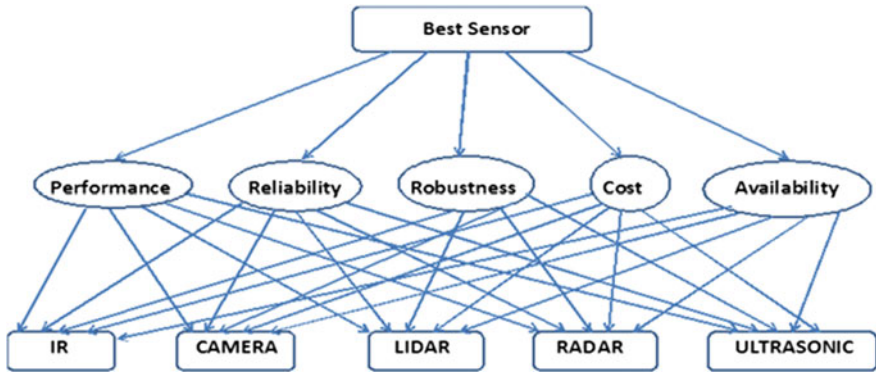 Best Sensor
Performance
Reliability
Robustness
Cost
Availability
IR
CAMERA
LIDAR
RADAR
ULTRASONIC